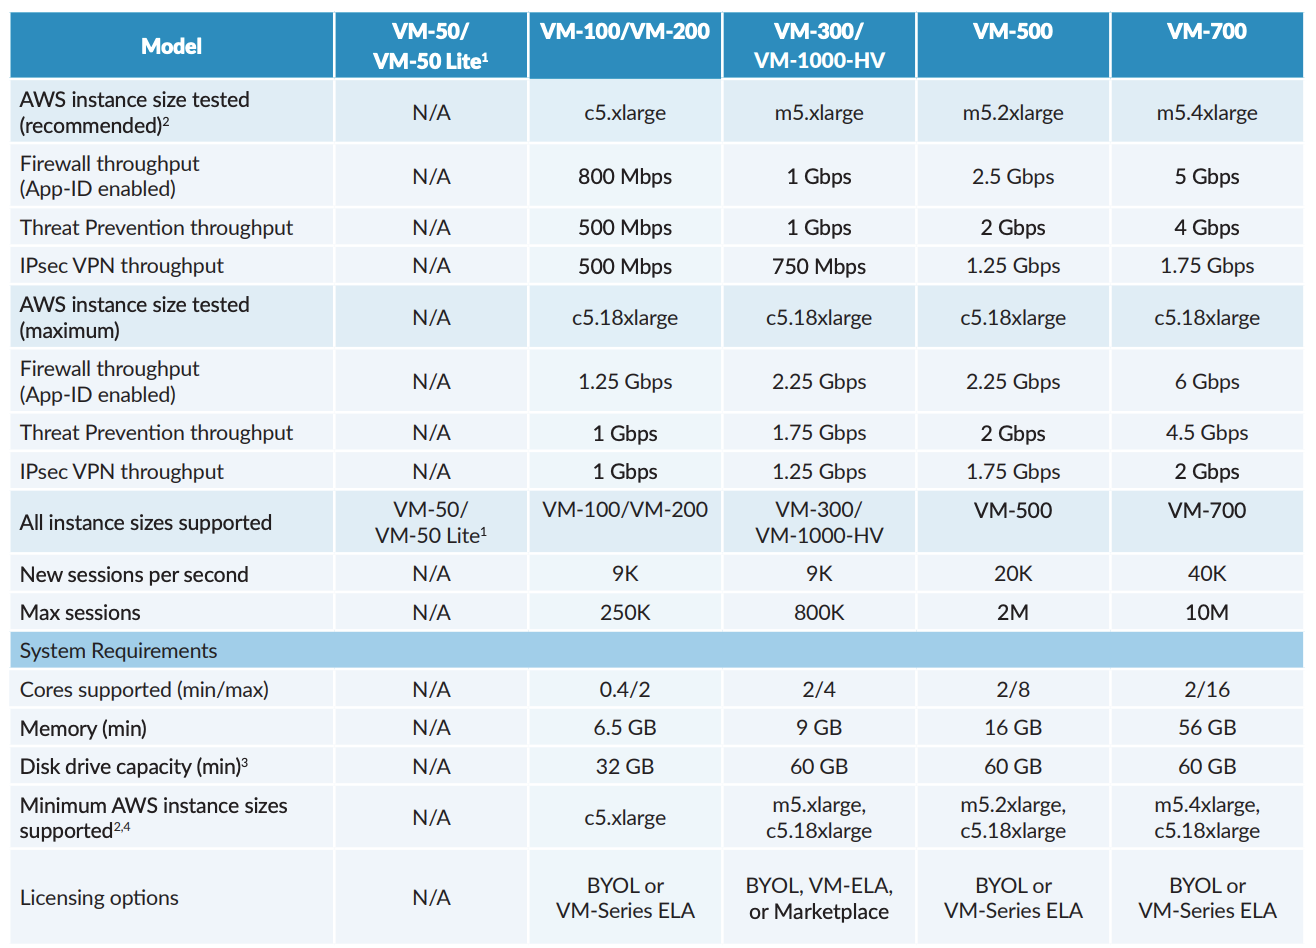 Model VM-50/ VM-50 Lite¹ VM-100/VM-200 VM-300/ VM-1000-HV VM-500 VM-700
AWS instance size tested (recommended)² N/A c5.xlarge m5.xlarge m5.2xlarge m5.4xlarge
Firewall throughput (App-ID enabled) N/A 800 Mbps 1 Gbps 2.5 Gbps 5 Gbps
Threat Prevention throughput N/A 500 Mbps 1 Gbps 2 Gbps 4 Gbps
IPsec VPN throughput N/A 500 Mbps 750 Mbps 1.25 Gbps 1.75 Gbps
AWS instance size tested (maximum) N/A c5.18xlarge c5.18xlarge c5.18xlarge c5.18xlarge
Firewall throughput (App-ID enabled) N/A 1.25 Gbps 2.25 Gbps 2.25 Gbps 6 Gbps
Threat Prevention throughput N/A 1 Gbps 1.75 Gbps 2 Gbps 4.5 Gbps
IPsec VPN throughput N/A 1 Gbps 1.25 Gbps 1.75 Gbps 2 Gbps
All instance sizes supported VM-50/ VM-50 Lite¹ VM-100/VM-200 VM-300/ VM-1000-HV VM-500 VM-700
New sessions per second N/A 9K 9K 20K 40K
Max sessions N/A 250K 800K 2M 10M
System Requirements
Cores supported (min/max) N/A 0.4/2 2/4 2/8 2/16
Memory (min) N/A 6.5 GB 9 GB 16 GB 56 GB
Disk drive capacity (min)³ N/A 32 GB 60 GB 60 GB 60 GB
Minimum AWS instance sizes supported²,⁴ N/A c5.xlarge m5.xlarge, c5.18xlarge m5.2xlarge, c5.18xlarge m5.4xlarge, c5.18xlarge
Licensing options N/A BYOL or VM-Series ELA BYOL, VM-ELA, or Marketplace BYOL or VM-Series ELA BYOL or VM-Series ELA